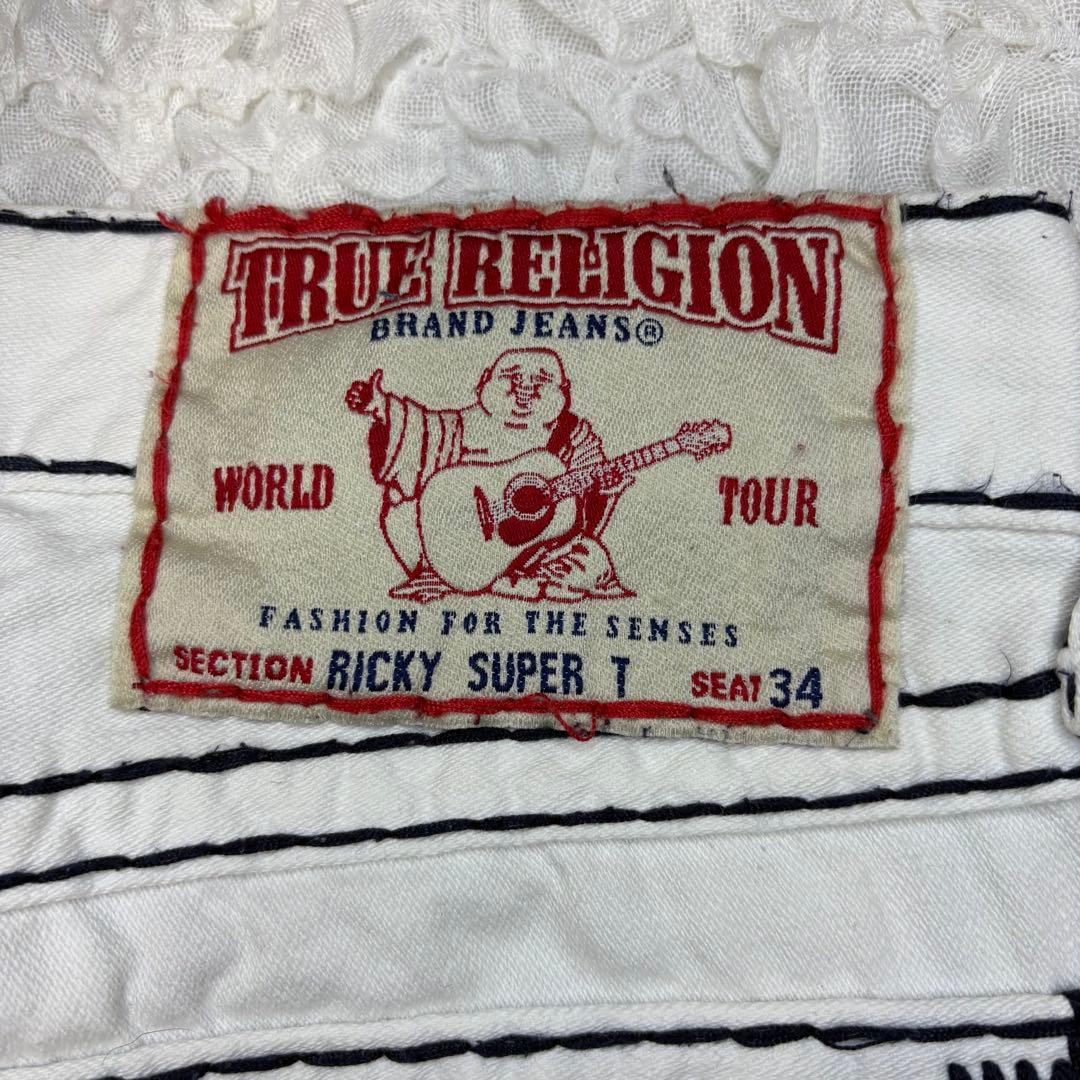 TRUE RELIGION
BRAND JEANS®
WORLD TOUR
FASHION FOR THE SENSES
SECTION RICKY SUPER T SEAT 34